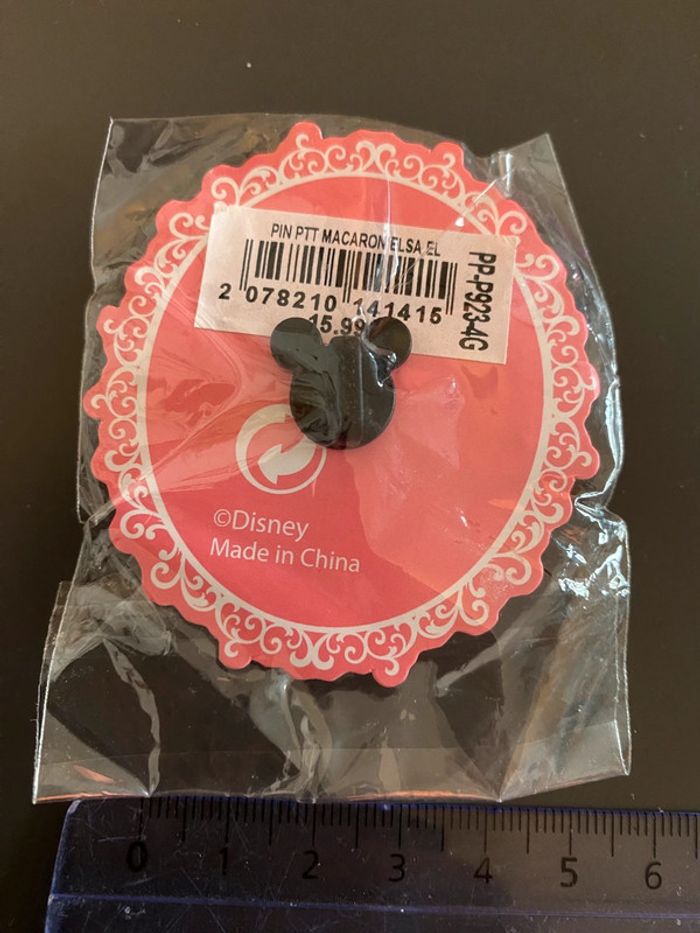 PIN PTT MACARON ELSA EL
2 078210 141415
15.99
PP-P9234G
©Disney
Made in China
0 1 2 3 4 5 6